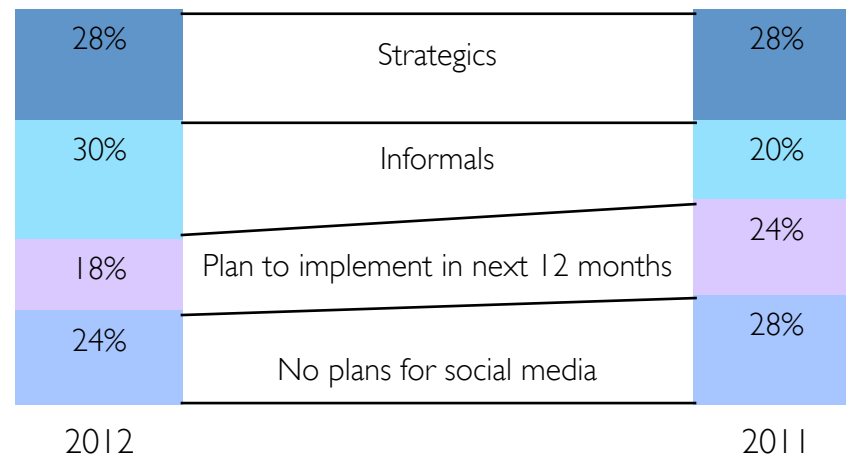 28% Strategics 28%
30% Informals 20%
18% Plan to implement in next 12 months 24%
24% No plans for social media 28%
2012 2011